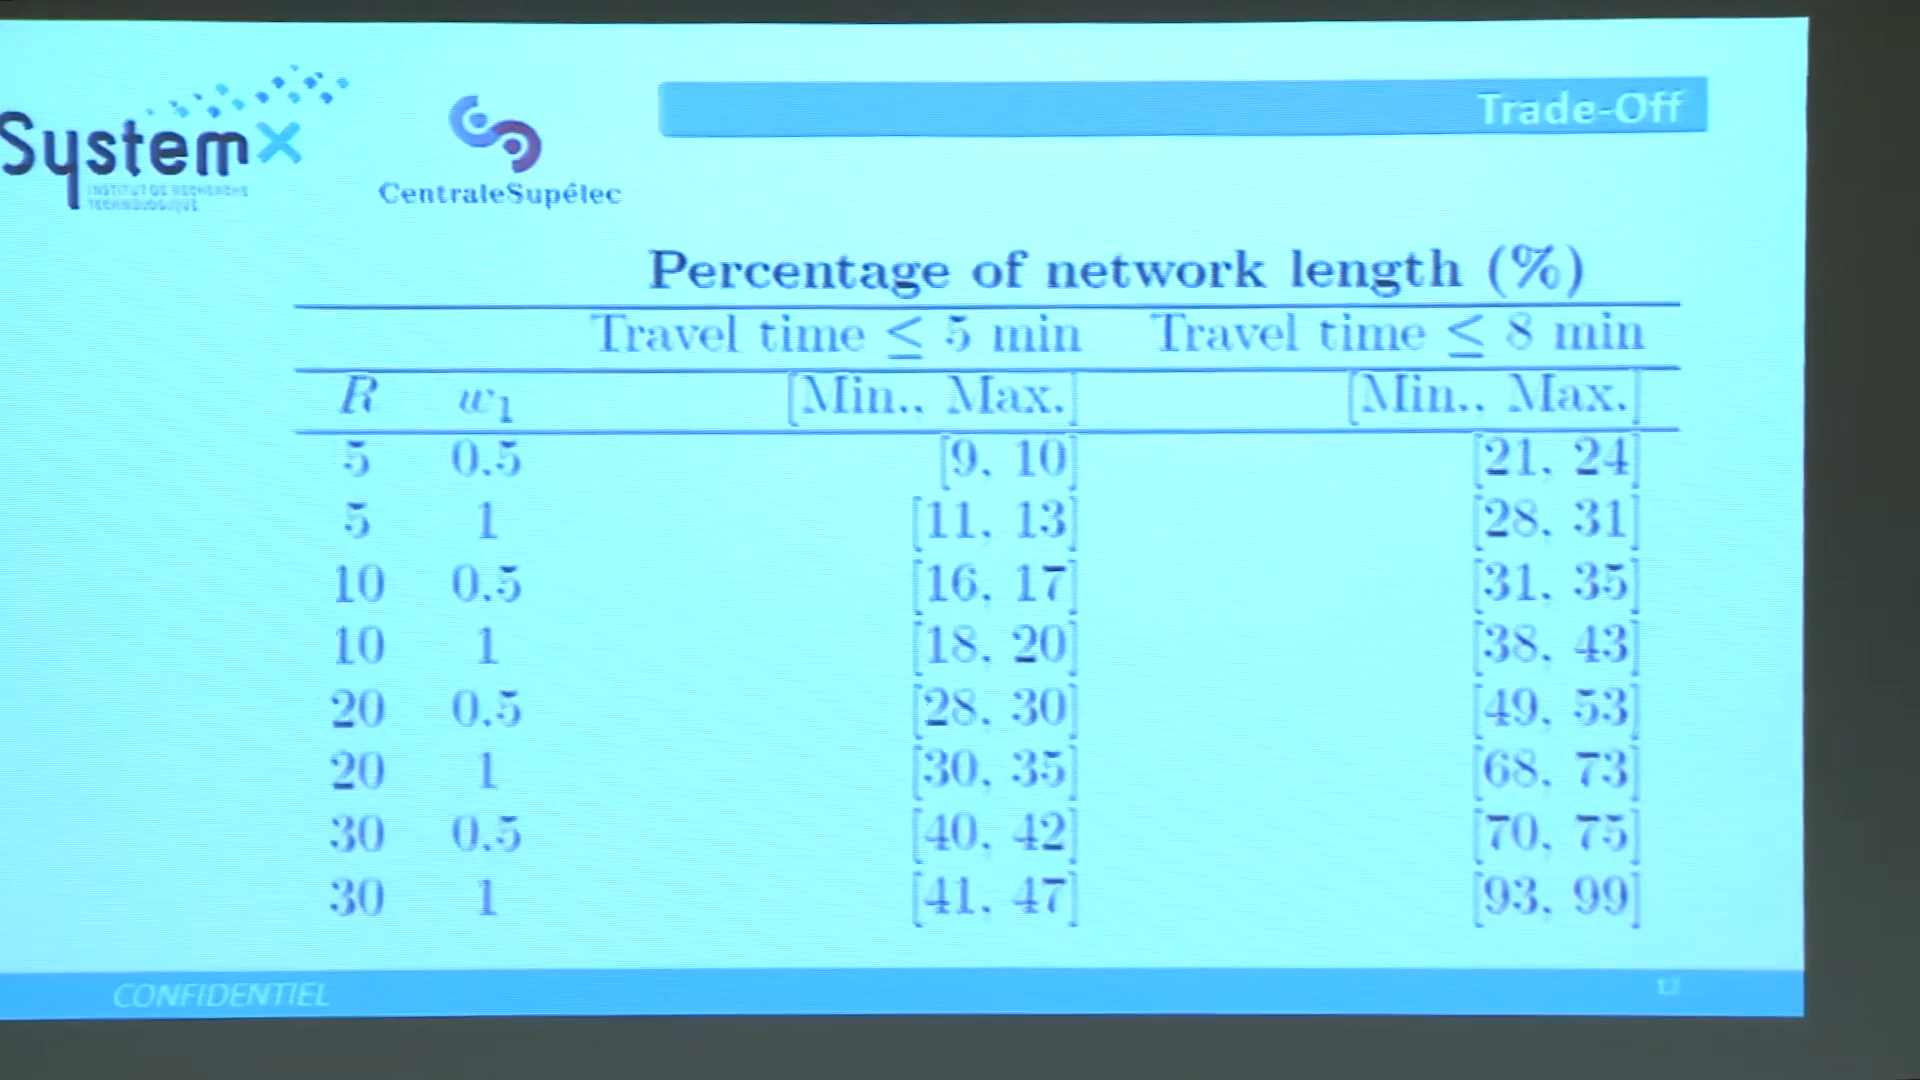 Trade-Off
SystemX
INSTITUT DE RECHERCHE
TECHNOLOGIQUE
CentraleSupélec
Percentage of network length (%)
Travel time ≤ 5 min Travel time ≤ 8 min
R w1 [Min., Max.] [Min., Max.]
5 0.5 [9, 10] [21, 24]
5 1 [11, 13] [28, 31]
10 0.5 [16, 17] [31, 35]
10 1 [18, 20] [38, 43]
20 0.5 [28, 30] [49, 53]
20 1 [30, 35] [68, 73]
30 0.5 [40, 42] [70, 75]
30 1 [41, 47] [93, 99]
CONFIDENTIEL 12